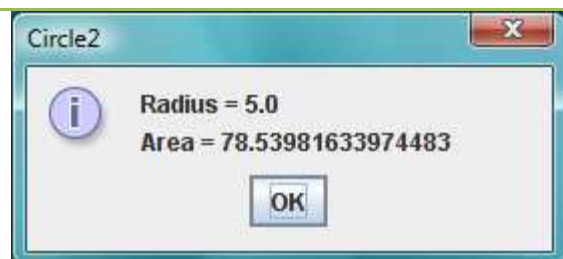 Circle2
Radius = 5.0
Area = 78.53981633974483
OK